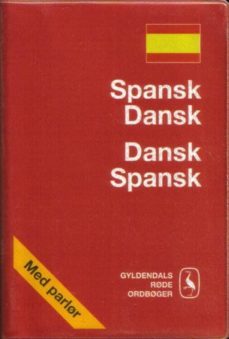 Spansk
Dansk
Dansk
Spansk
Med parlør
GYLDENDALS
RØDE
ORDBØGER